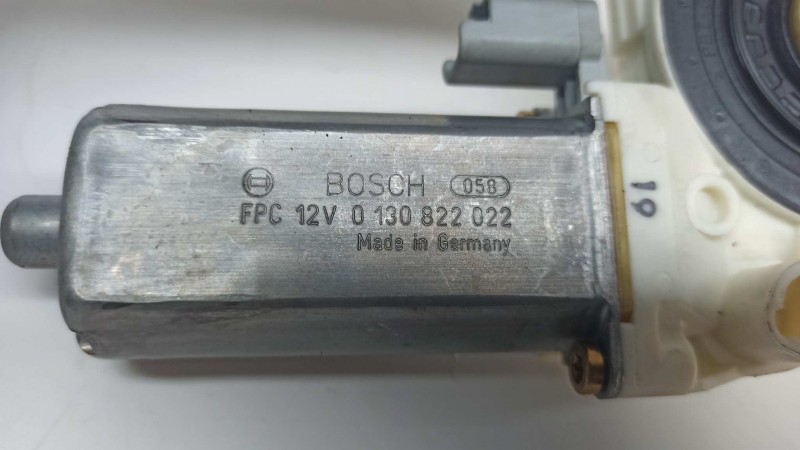 BOSCH 058
FPC 12V 0 130 822 022
Made in Germany
19